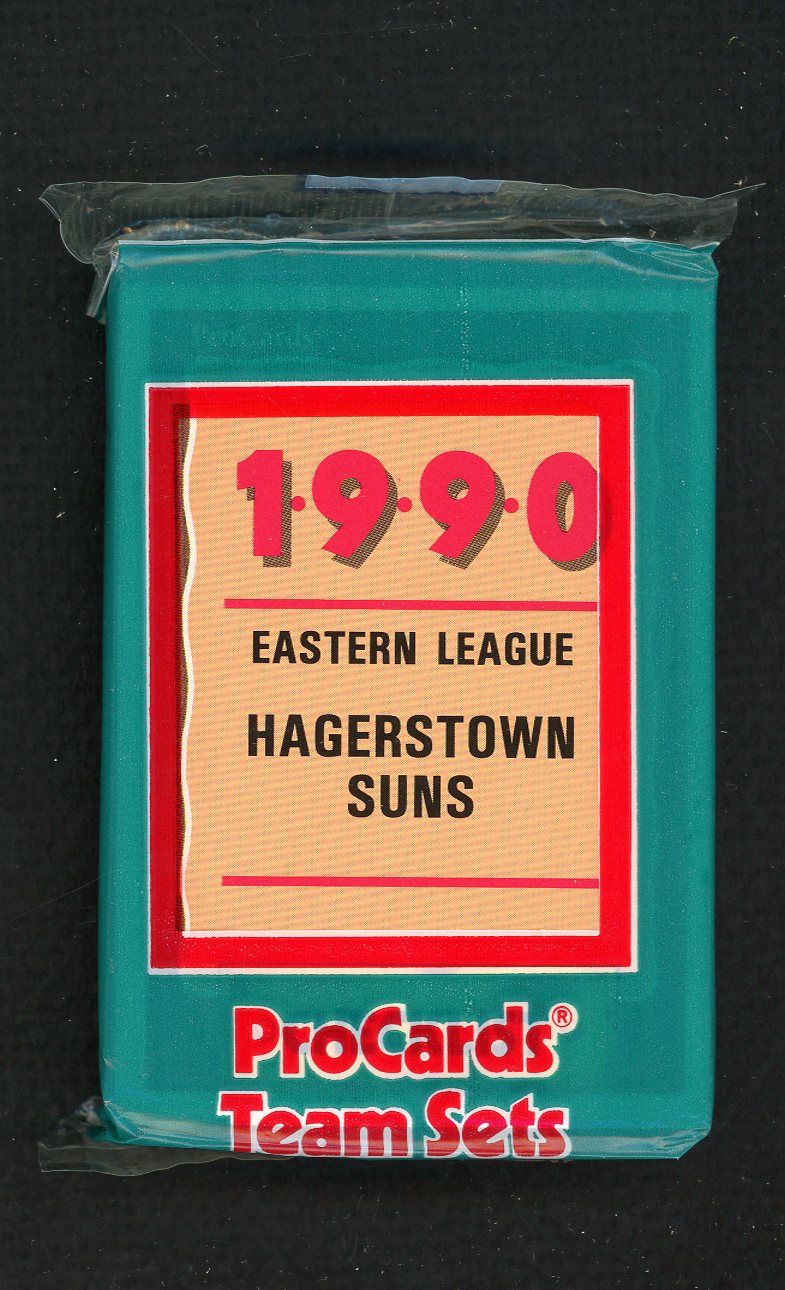 1·9·9·0
EASTERN LEAGUE
HAGERSTOWN
SUNS
ProCards®
Team Sets